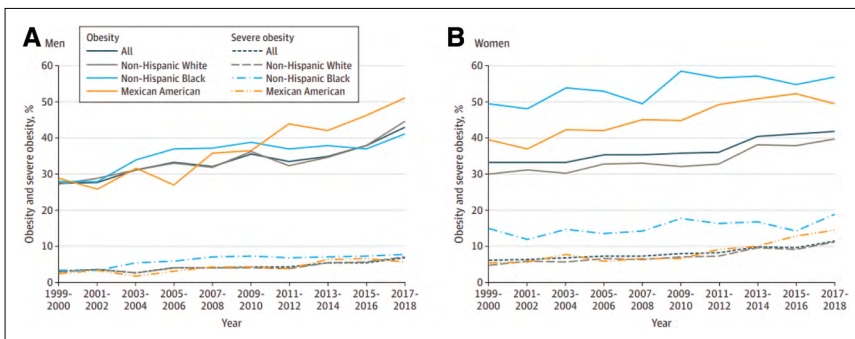 A Men
Obesity Severe obesity
All All
Non-Hispanic White Non-Hispanic White
Non-Hispanic Black Non-Hispanic Black
Mexican American Mexican American
Obesity and severe obesity, %
60
50
40
30
20
10
0
1999- 2001- 2003- 2005- 2007- 2009- 2011- 2013- 2015- 2017-
2000 2002 2004 2006 2008 2010 2012 2014 2016 2018
Year
B Women
Obesity and severe obesity, %
60
50
40
30
20
10
0
1999- 2001- 2003- 2005- 2007- 2009- 2011- 2013- 2015- 2017-
2000 2002 2004 2006 2008 2010 2012 2014 2016 2018
Year